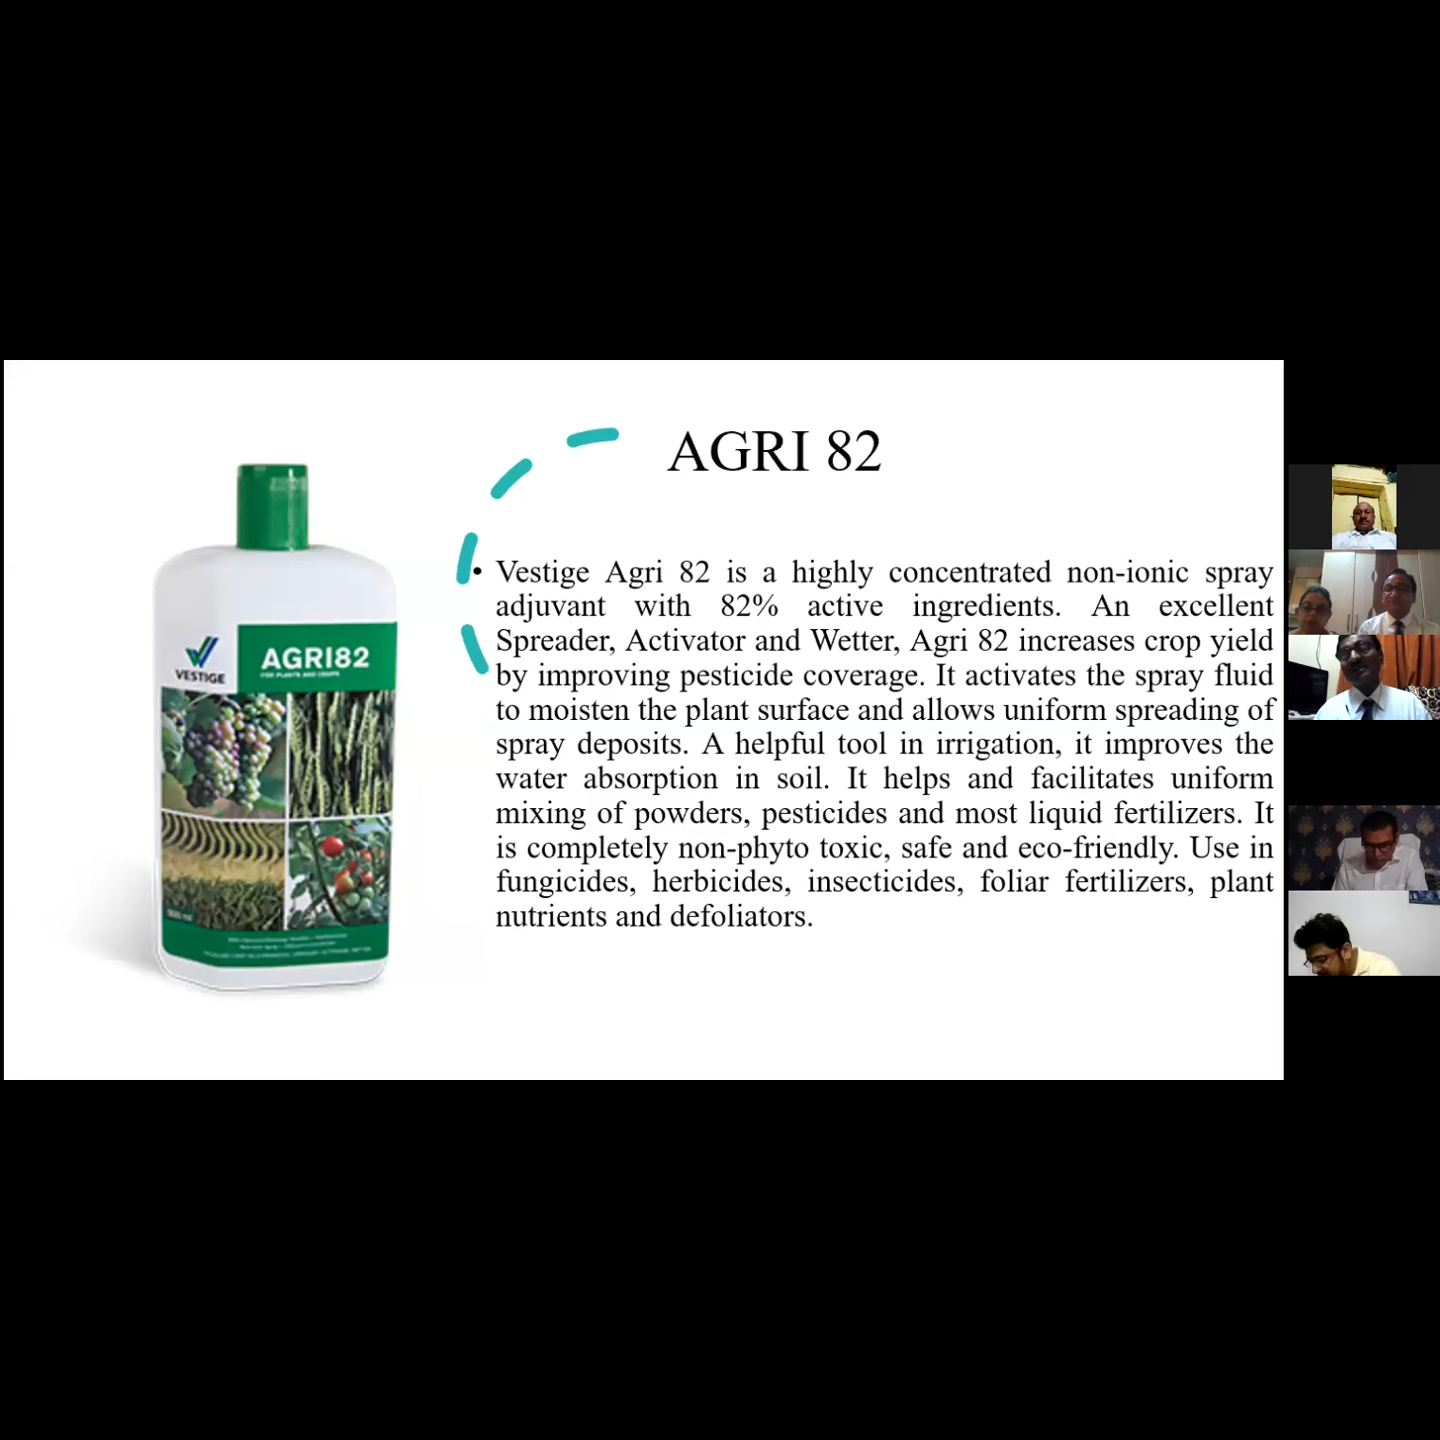 AGRI 82
• Vestige Agri 82 is a highly concentrated non-ionic spray
adjuvant with 82% active ingredients. An excellent
Spreader, Activator and Wetter, Agri 82 increases crop yield
by improving pesticide coverage. It activates the spray fluid
to moisten the plant surface and allows uniform spreading of
spray deposits. A helpful tool in irrigation, it improves the
water absorption in soil. It helps and facilitates uniform
mixing of powders, pesticides and most liquid fertilizers. It
is completely non-phyto toxic, safe and eco-friendly. Use in
fungicides, herbicides, insecticides, foliar fertilizers, plant
nutrients and defoliators.
VESTIGE
AGRI82
FOR PLANTS AND CROPS